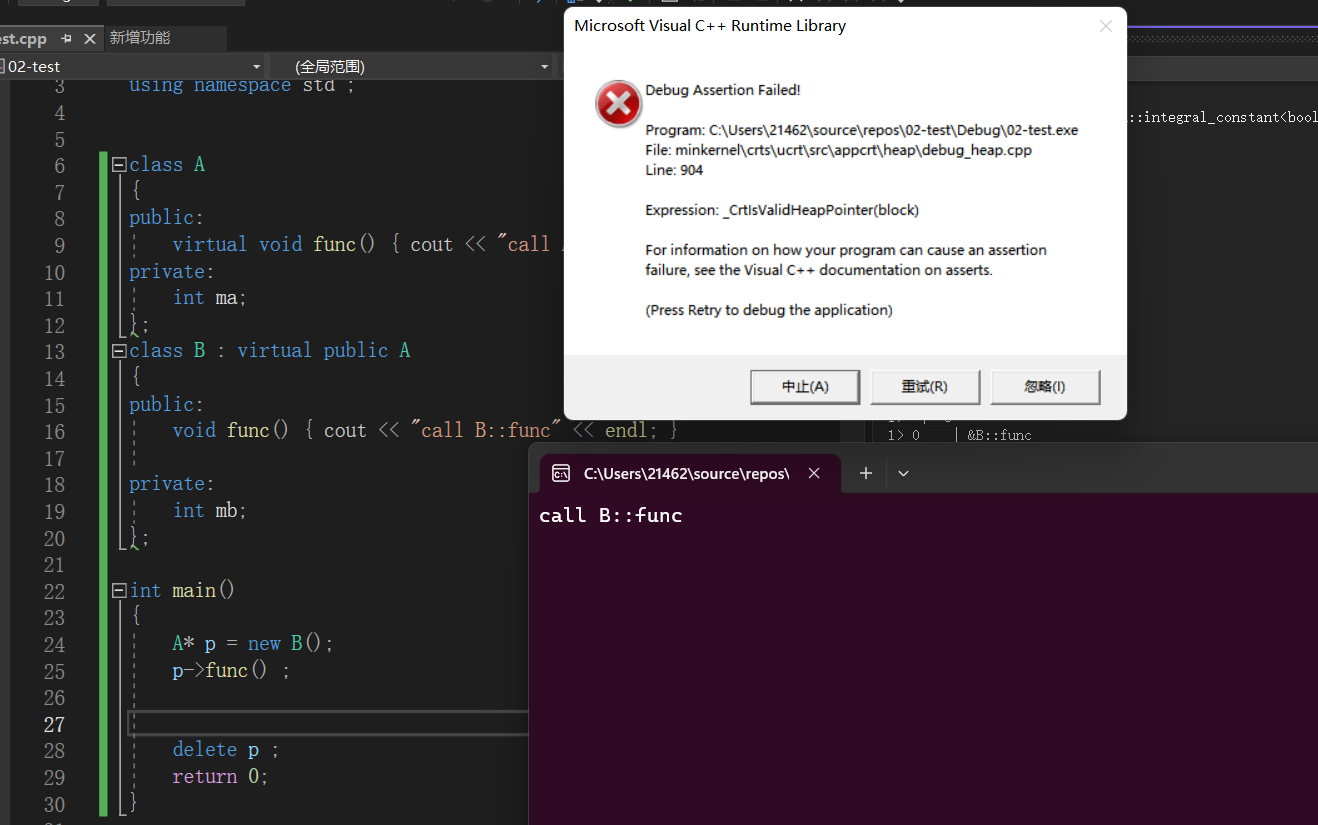 est.cpp
新增功能
02-test
(全局范围)
3 using namespace std ;
4
5
6 class A
7 {
8 public:
9 virtual void func() { cout << "call
10 private:
11 int ma;
12 };
13 class B : virtual public A
14 {
15 public:
16 void func() { cout << "call B::func" << endl; }
17
18 private:
19 int mb;
20 };
21
22 int main()
23 {
24 A* p = new B();
25 p->func() ;
26
27
28 delete p ;
29 return 0;
30 }
Microsoft Visual C++ Runtime Library
Debug Assertion Failed!
Program: C:\Users\21462\source\repos\02-test\Debug\02-test.exe
File: minkernel\crts\ucrt\src\appcrt\heap\debug_heap.cpp
Line: 904
Expression: _CrtIsValidHeapPointer(block)
For information on how your program can cause an assertion
failure, see the Visual C++ documentation on asserts.
(Press Retry to debug the application)
中止(A) 重试(R) 忽略(I)
::integral_constant<bool
1> 0 | &B::func
C:\Users\21462\source\repos\
call B::func